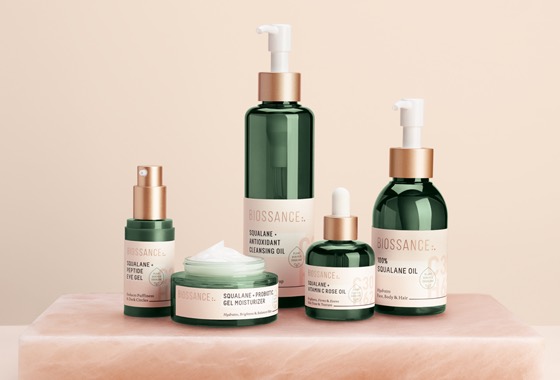 BIOSSANCE
SQUALANE +
PEPTIDE
EYE GEL
BIOSSANCE
SQUALANE + PROBIOTIC
GEL MOISTURIZER
BIOSSANCE
SQUALANE +
ANTIOXIDANT
CLEANSING OIL
BIOSSANCE
SQUALANE +
VITAMIN C ROSE OIL
BIOSSANCE
100%
SQUALANE OIL
Hydrate
Face, Body & Hair